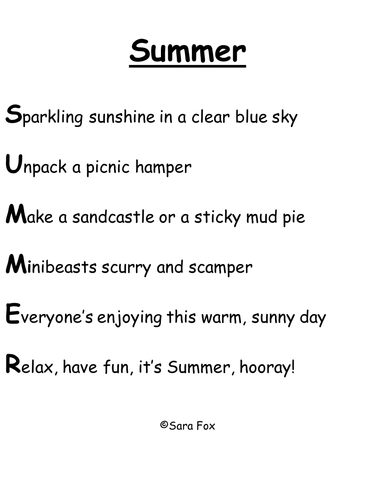 Summer
Sparkling sunshine in a clear blue sky
Unpack a picnic hamper
Make a sandcastle or a sticky mud pie
Minibeasts scurry and scamper
Everyone's enjoying this warm, sunny day
Relax, have fun, it's Summer, hooray!
©Sara Fox